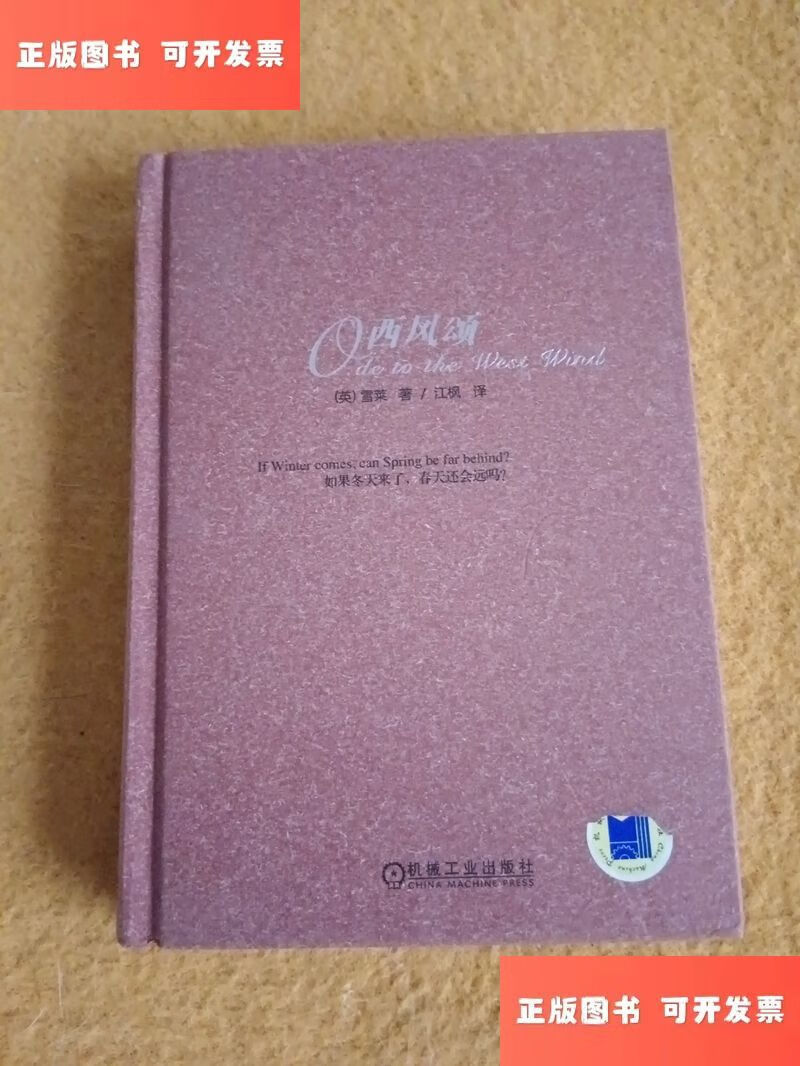 正版图书 可开发票
西风颂
Ode to the West Wind
(英)雪莱 著 / 江枫 译
If Winter comes, can Spring be far behind?
如果冬天来了，春天还会远吗?
机械工业出版社
CHINA MACHINE PRESS
China Machine Press
正版图书 可开发票